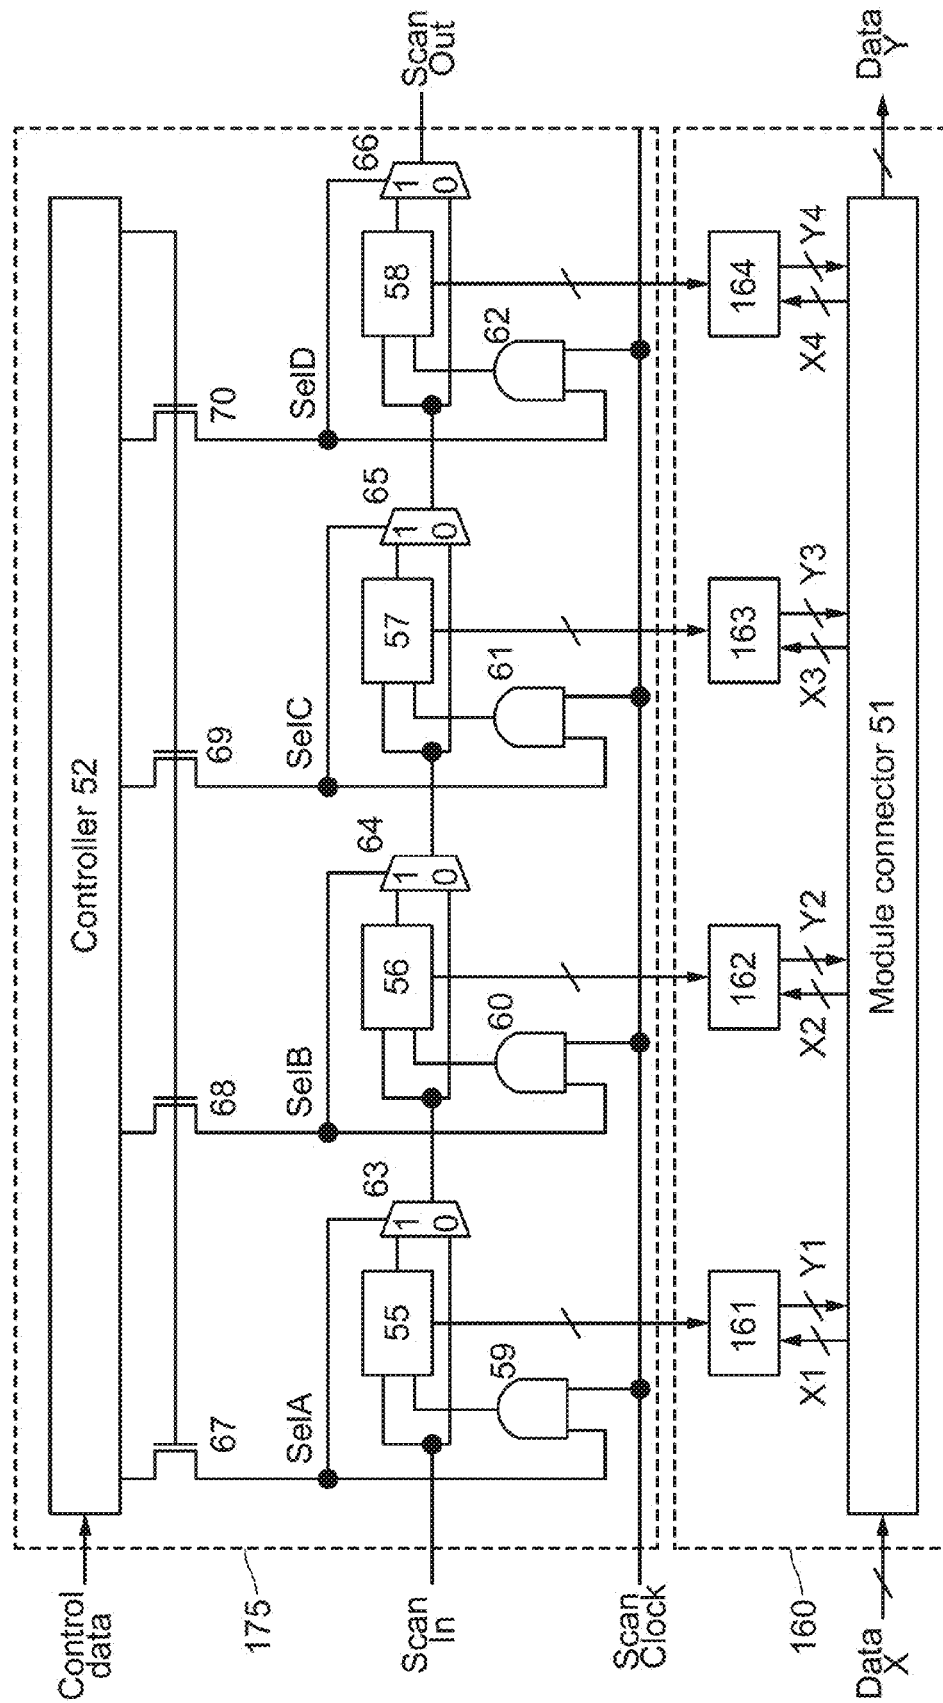 Control
data
Controller 52
175
67
68
69
70
SelA
SelB
SelC
SelD
63
64
65
66
Scan
In
55
1
0
56
1
0
57
1
0
58
1
0
Scan
Out
59
60
61
62
Scan
Clock
160
161
162
163
164
X1
Y1
X2
Y2
X3
Y3
X4
Y4
Data
X
Module connector 51
Data
Y